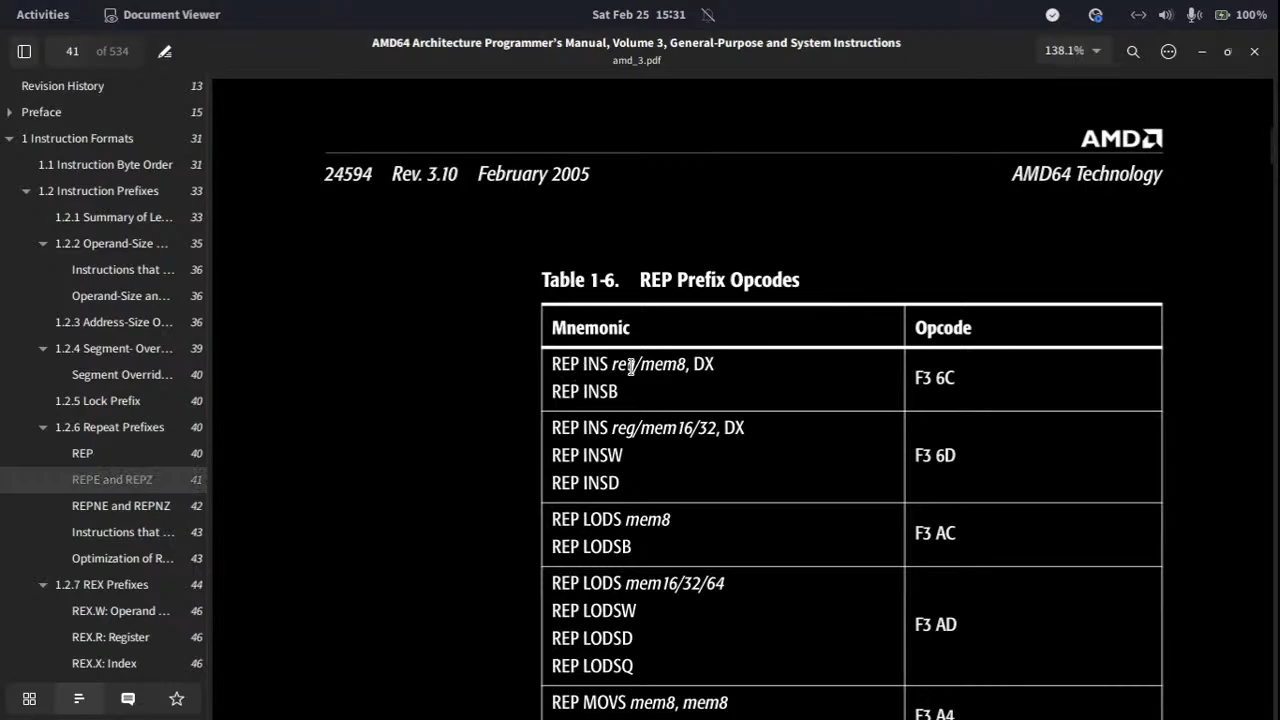 Activities
Document Viewer
Sat Feb 25 15:31
100%
41 of 534
AMD64 Architecture Programmer's Manual, Volume 3, General-Purpose and System Instructions
amd_3.pdf
138.1%
Revision History 13
Preface 15
1 Instruction Formats 31
1.1 Instruction Byte Order 31
1.2 Instruction Prefixes 33
1.2.1 Summary of Le... 33
1.2.2 Operand-Size ... 35
Instructions that ... 36
Operand-Size an... 36
1.2.3 Address-Size O... 36
1.2.4 Segment- Over... 39
Segment Overrid... 40
1.2.5 Lock Prefix 40
1.2.6 Repeat Prefixes 40
REP 40
REPE and REPZ 41
REPNE and REPNZ 42
Instructions that ... 43
Optimization of R... 43
1.2.7 REX Prefixes 44
REX.W: Operand ... 46
REX.R: Register 46
REX.X: Index 46
AMD
24594 Rev. 3.10 February 2005
AMD64 Technology
Table 1-6. REP Prefix Opcodes
Mnemonic
Opcode
REP INS reg/mem8, DX
REP INSB
F3 6C
REP INS reg/mem16/32, DX
REP INSW
REP INSD
F3 6D
REP LODS mem8
REP LODSB
F3 AC
REP LODS mem16/32/64
REP LODSW
REP LODSD
REP LODSQ
F3 AD
REP MOVS mem8, mem8
F3 A4